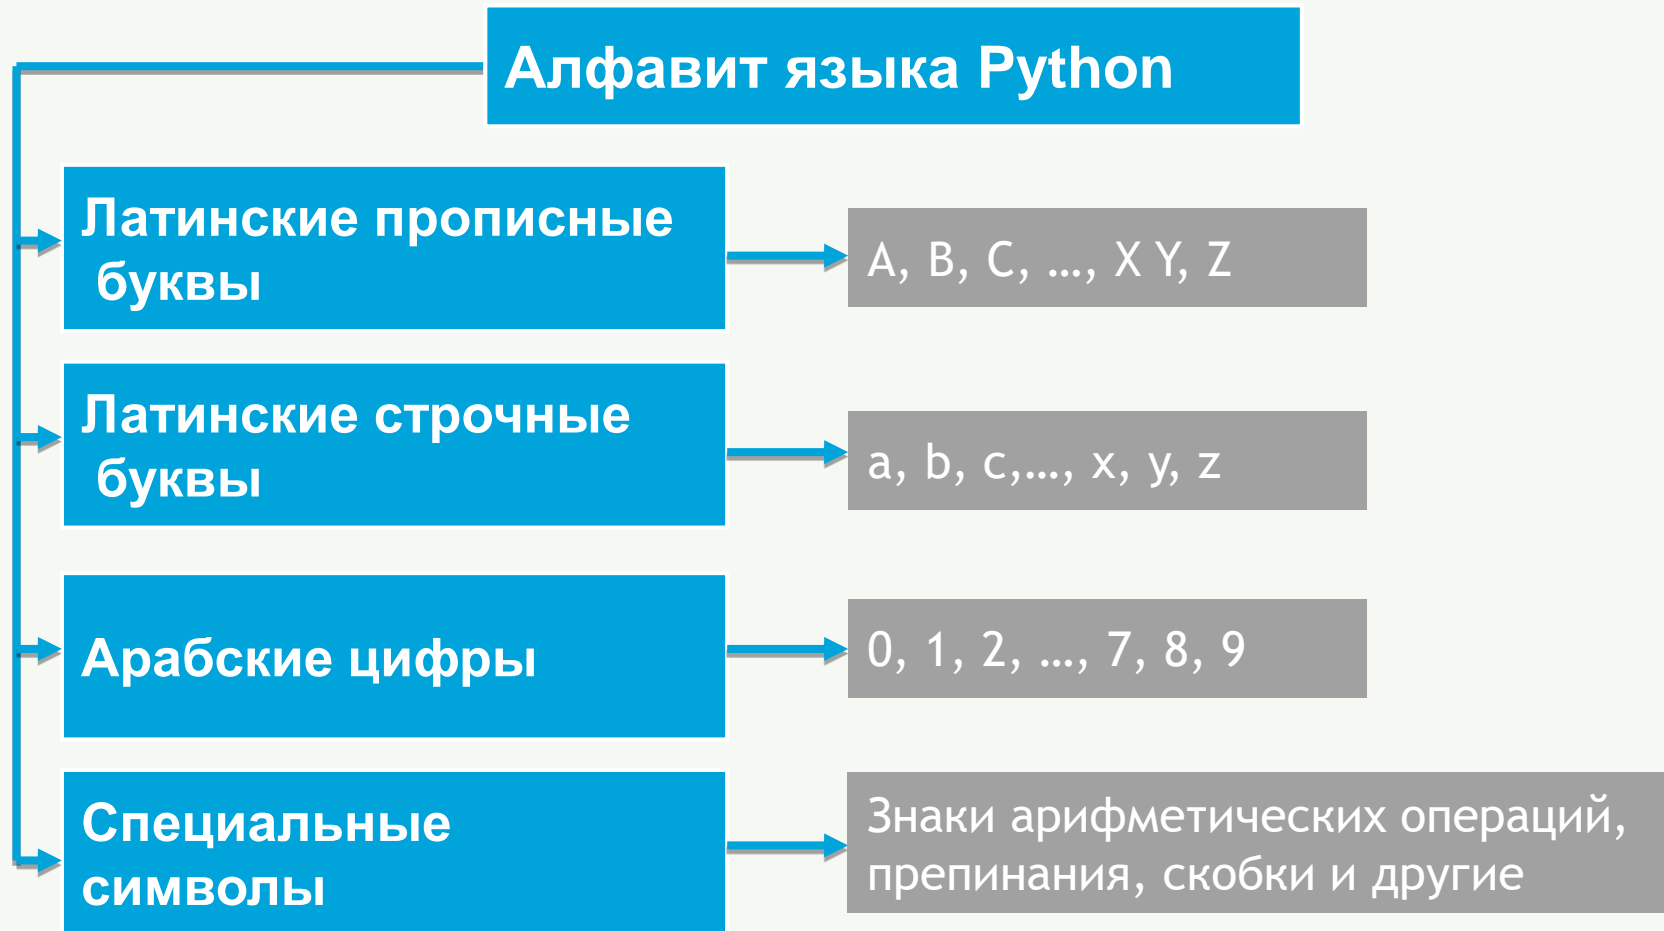 Алфавит языка Python
Латинские прописные
буквы
A, B, C, …, X Y, Z
Латинские строчные
буквы
a, b, c,…, x, y, z
Арабские цифры
0, 1, 2, …, 7, 8, 9
Специальные
символы
Знаки арифметических операций,
препинания, скобки и другие